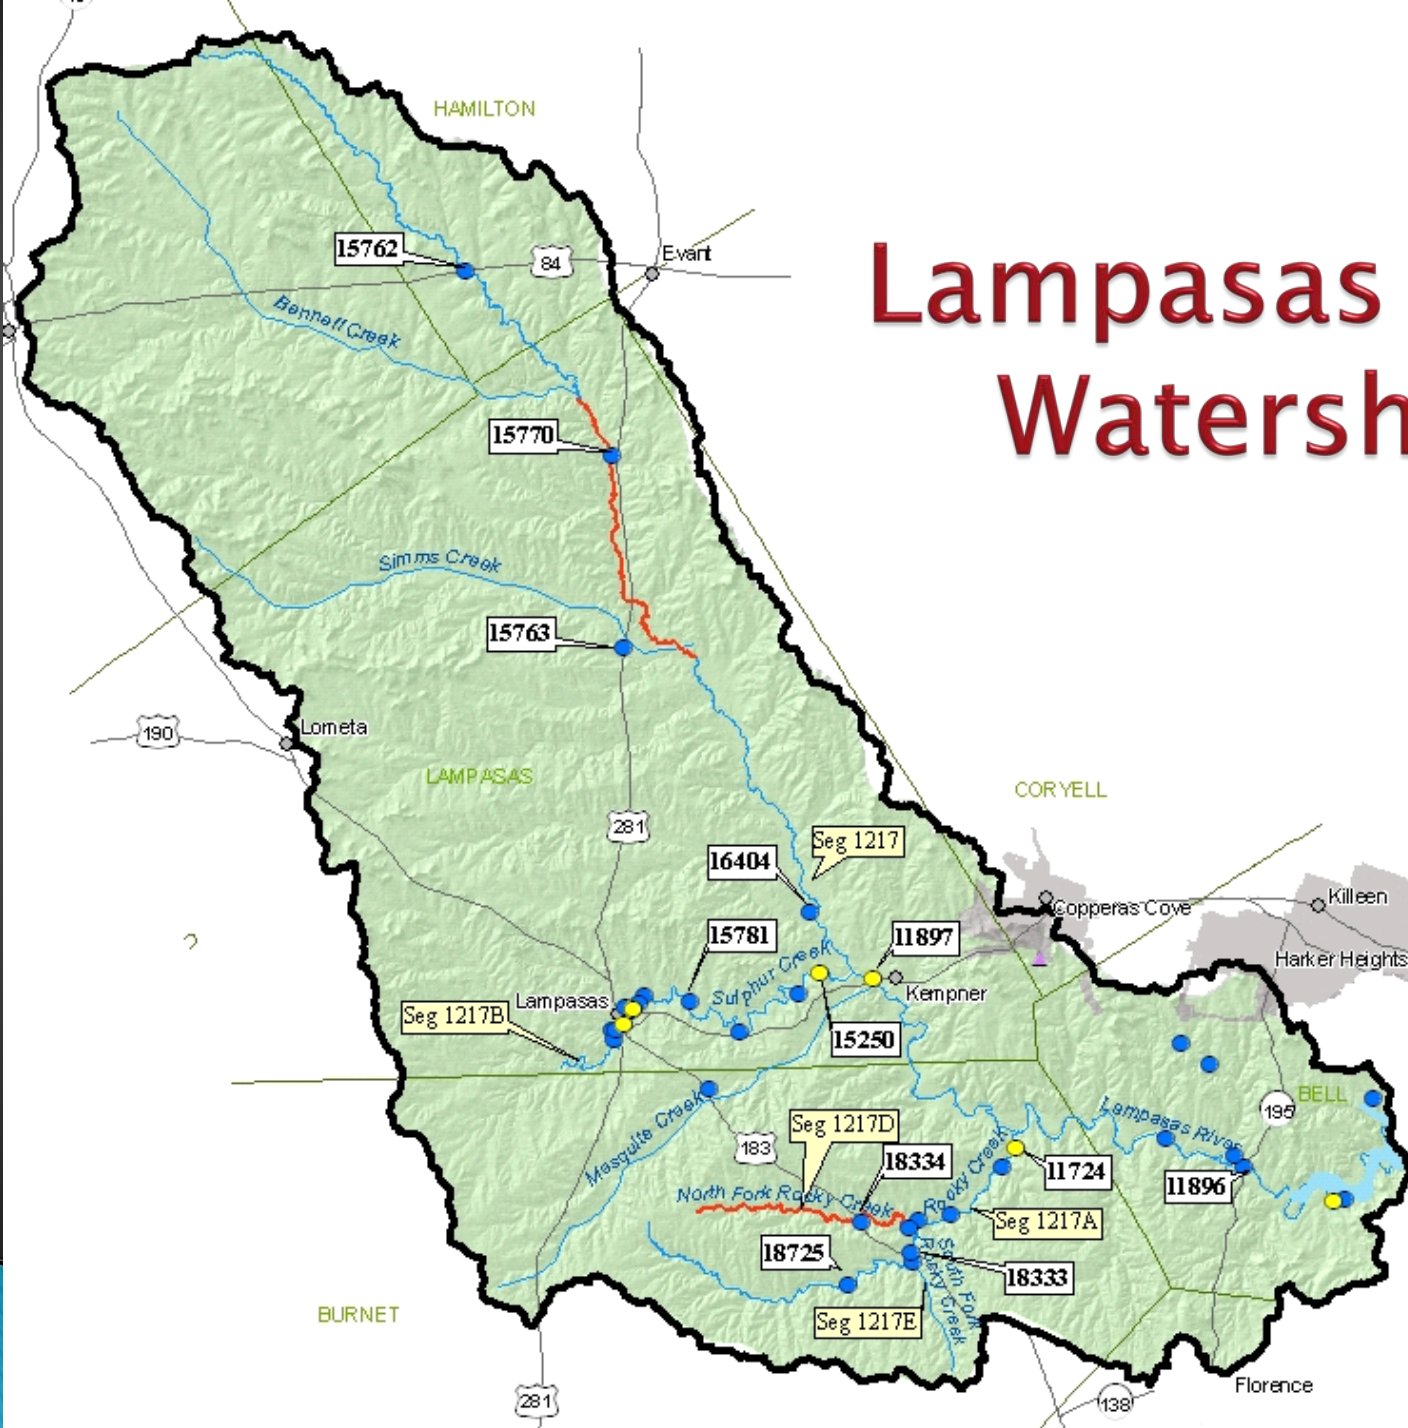 HAMILTON
15762
84
Evant
Lampasas
Watersh
Bennett Creek
15770
Simms Creek
15763
190
Lometa
LAMPASAS
CORYELL
281
Seg 1217
16404
Killeen
Copperas Cove
15781
11897
Harker Heights
Sulphur Creek
Kempner
Lampasas
Seg 1217B
15250
BELL
195
Lampasas River
Mesquite Creek
Seg 1217D
183
18334
Rocky Creek
11724
11896
North Fork Rocky Creek
Seg 1217A
18725
South Fork
Rocky Creek
18333
BURNET
Seg 1217E
Florence
281
138